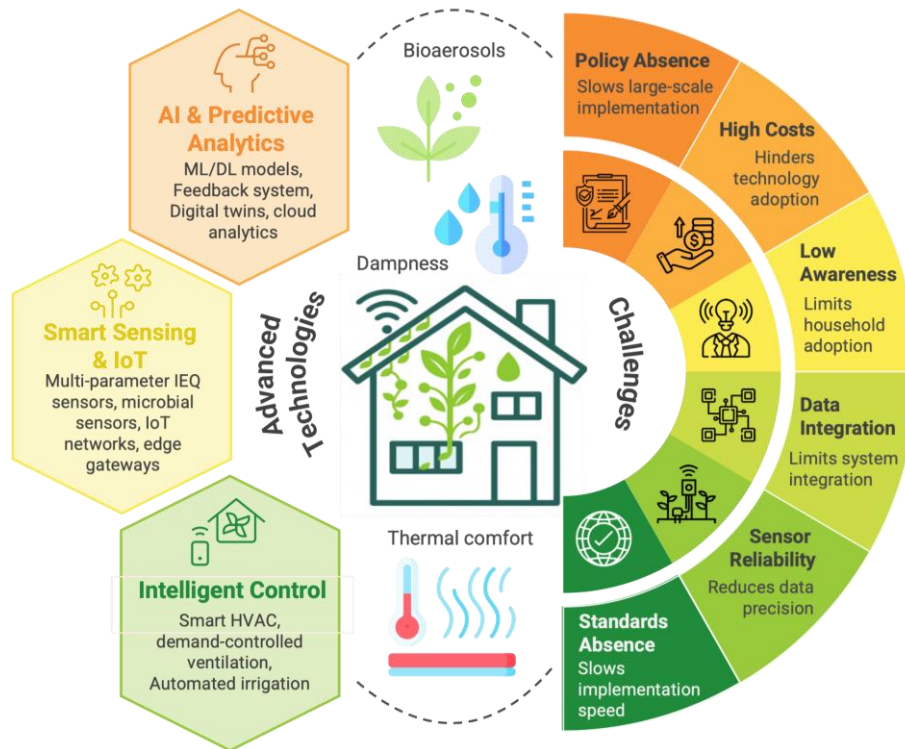 AI & Predictive
Analytics
ML/DL models,
Feedback system,
Digital twins, cloud
analytics
Smart Sensing
& IoT
Multi-parameter IEQ
sensors, microbial
sensors, IoT
networks, edge
gateways
Intelligent Control
Smart HVAC,
demand-controlled
ventilation,
Automated irrigation
Advanced
Technologies
Bioaerosols
Dampness
Thermal comfort
Challenges
Policy Absence
Slows large-scale
implementation
High Costs
Hinders
technology
adoption
Low
Awareness
Limits
household
adoption
Data
Integration
Limits system
integration
Sensor
Reliability
Reduces data
precision
Standards
Absence
Slows
implementation
speed